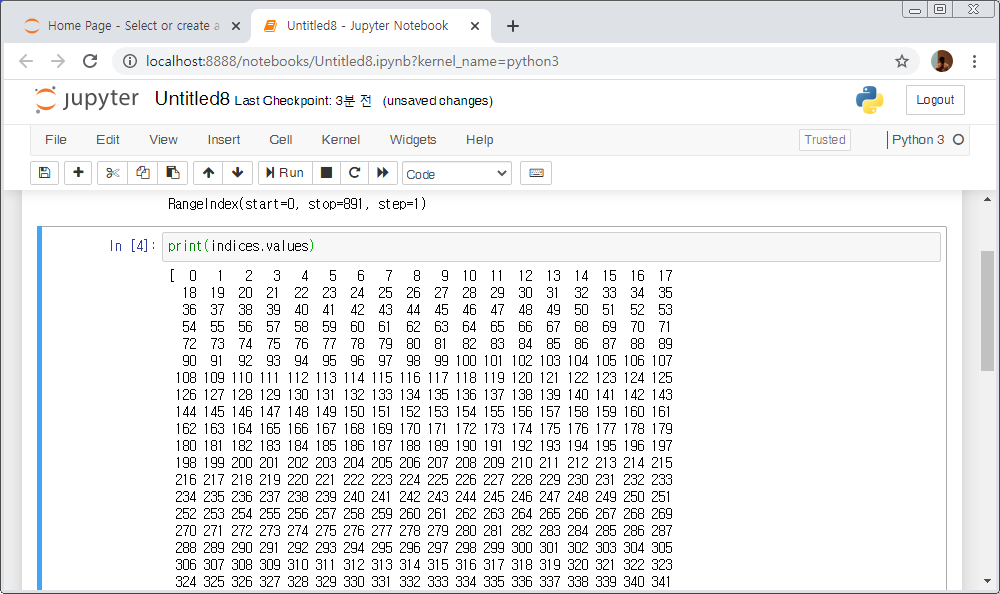 Home Page - Select or create a
Untitled8 - Jupyter Notebook
localhost:8888/notebooks/Untitled8.ipynb?kernel_name=python3
jupyter Untitled8 Last Checkpoint: 3분 전 (unsaved changes)
Logout
File Edit View Insert Cell Kernel Widgets Help
Trusted
Python 3
Run
Code
RangeIndex(start=0, stop=891, step=1)
In [4]: print(indices.values)
[ 0 1 2 3 4 5 6 7 8 9 10 11 12 13 14 15 16 17
18 19 20 21 22 23 24 25 26 27 28 29 30 31 32 33 34 35
36 37 38 39 40 41 42 43 44 45 46 47 48 49 50 51 52 53
54 55 56 57 58 59 60 61 62 63 64 65 66 67 68 69 70 71
72 73 74 75 76 77 78 79 80 81 82 83 84 85 86 87 88 89
90 91 92 93 94 95 96 97 98 99 100 101 102 103 104 105 106 107
108 109 110 111 112 113 114 115 116 117 118 119 120 121 122 123 124 125
126 127 128 129 130 131 132 133 134 135 136 137 138 139 140 141 142 143
144 145 146 147 148 149 150 151 152 153 154 155 156 157 158 159 160 161
162 163 164 165 166 167 168 169 170 171 172 173 174 175 176 177 178 179
180 181 182 183 184 185 186 187 188 189 190 191 192 193 194 195 196 197
198 199 200 201 202 203 204 205 206 207 208 209 210 211 212 213 214 215
216 217 218 219 220 221 222 223 224 225 226 227 228 229 230 231 232 233
234 235 236 237 238 239 240 241 242 243 244 245 246 247 248 249 250 251
252 253 254 255 256 257 258 259 260 261 262 263 264 265 266 267 268 269
270 271 272 273 274 275 276 277 278 279 280 281 282 283 284 285 286 287
288 289 290 291 292 293 294 295 296 297 298 299 300 301 302 303 304 305
306 307 308 309 310 311 312 313 314 315 316 317 318 319 320 321 322 323
324 325 326 327 328 329 330 331 332 333 334 335 336 337 338 339 340 341